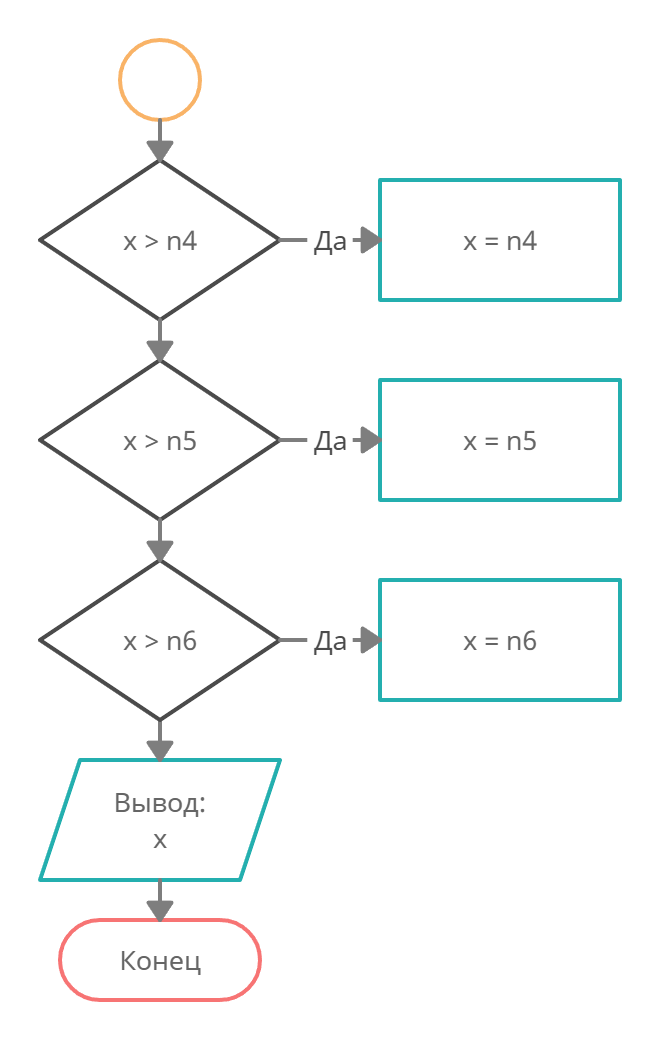 x > n4
Да
x = n4
x > n5
Да
x = n5
x > n6
Да
x = n6
Вывод:
x
Конец